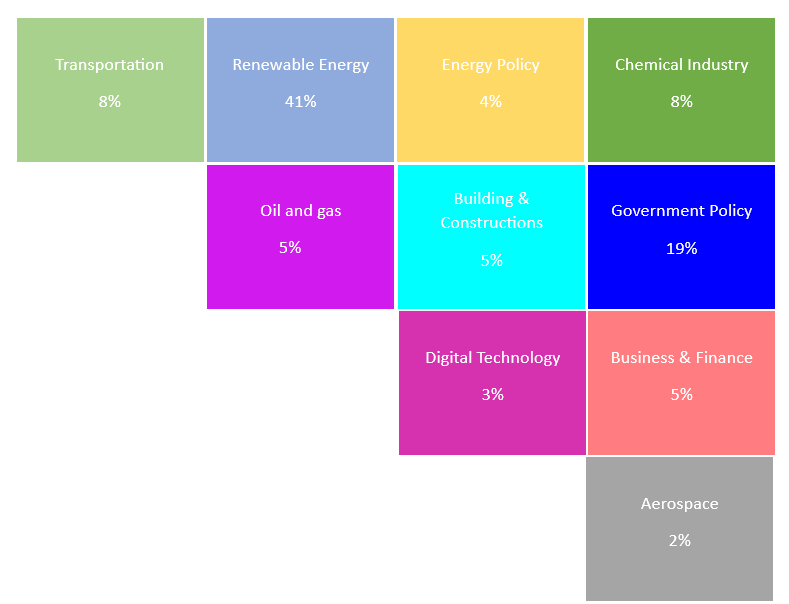 Transportation
8%
Renewable Energy
41%
Energy Policy
4%
Chemical Industry
8%
Oil and gas
5%
Building &
Constructions
5%
Government Policy
19%
Digital Technology
3%
Business & Finance
5%
Aerospace
2%